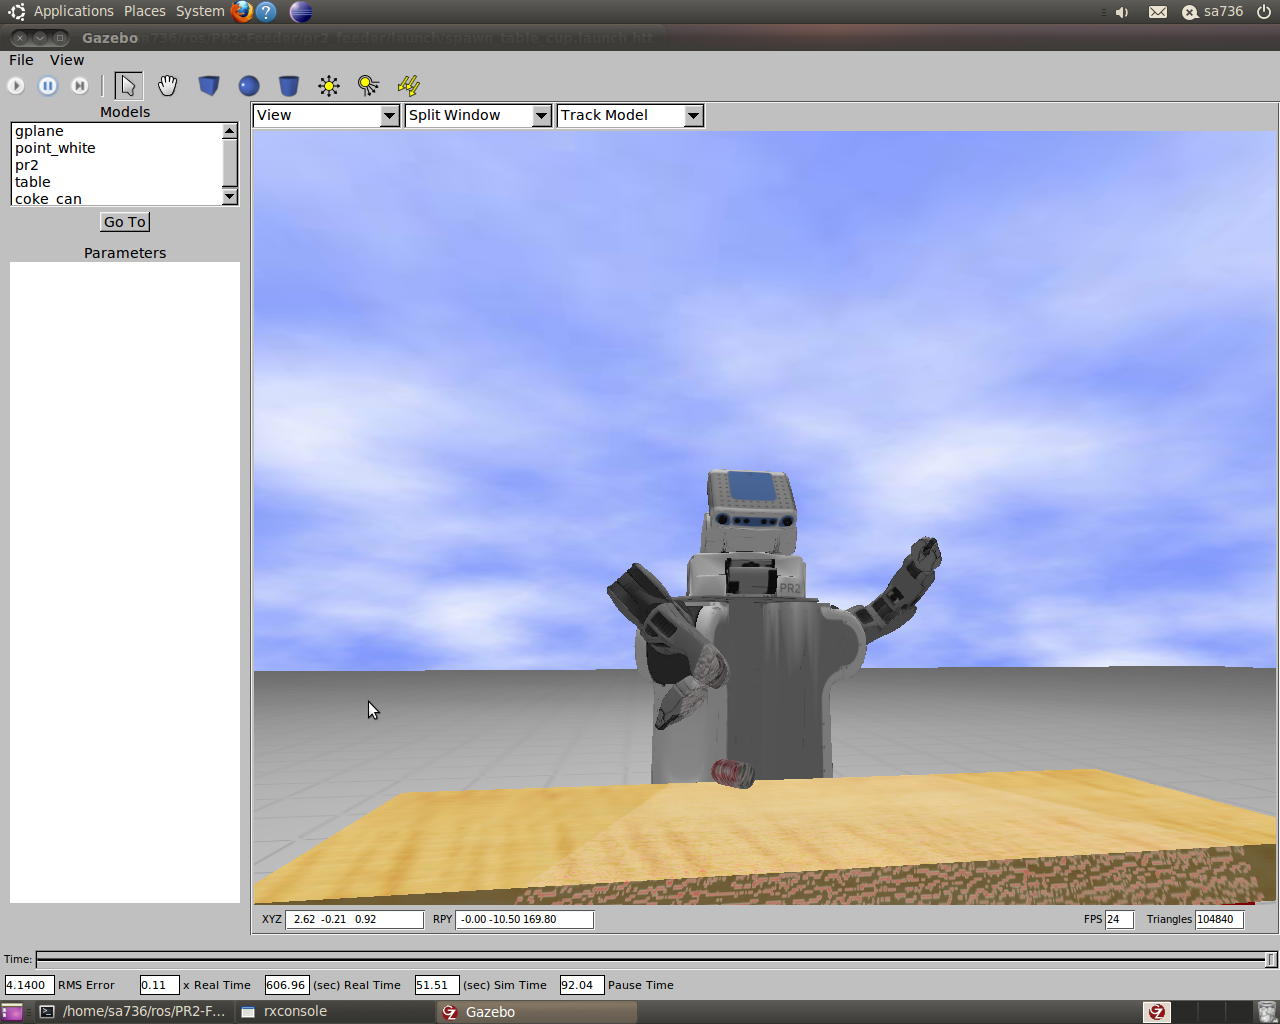 Applications Places System sa736
Gazebo
File View
Models
gplane
point_white
pr2
table
coke_can
Go To
Parameters
View Split Window Track Model
PR2
XYZ 2.62 -0.21 0.92 RPY -0.00 -10.50 169.80 FPS 24 Triangles 104840
Time:
4.1400 RMS Error 0.11 x Real Time 606.96 (sec) Real Time 51.51 (sec) Sim Time 92.04 Pause Time
/home/sa736/ros/PR2-F... rxconsole Gazebo